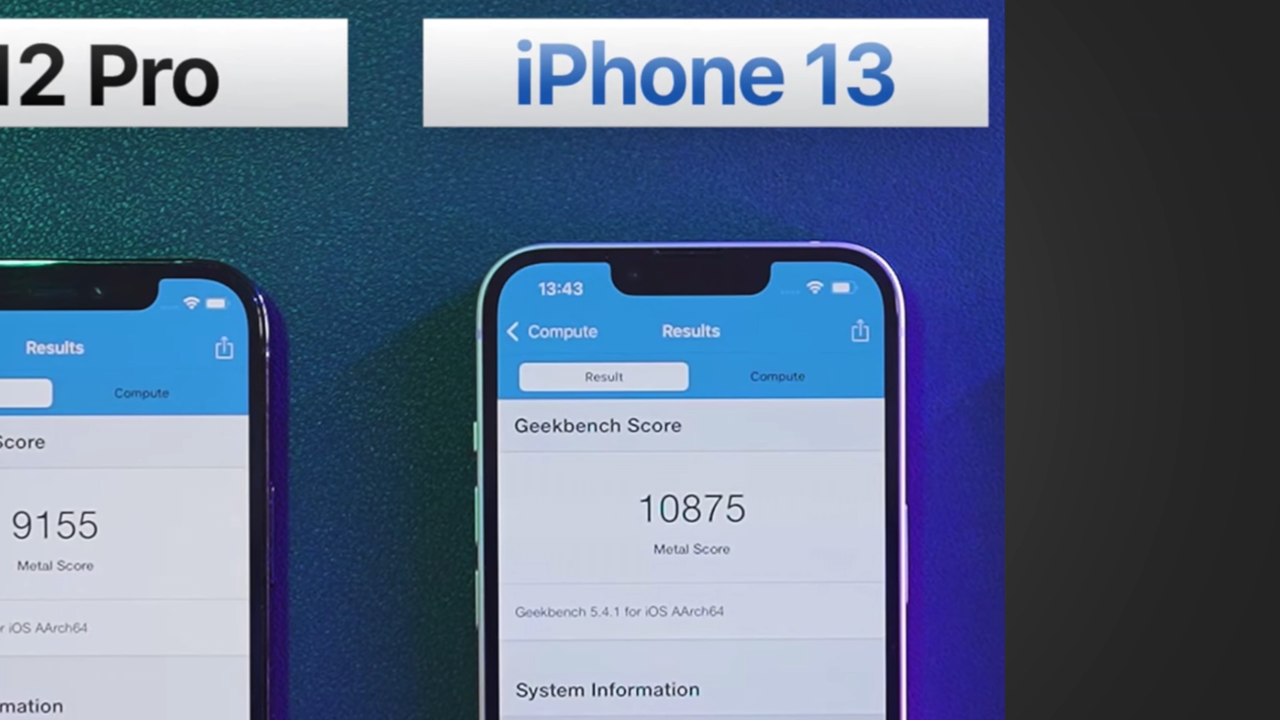 12 Pro
iPhone 13
13:43
Results
Compute
Results
Compute
Result
Compute
Score
Geekbench Score
9155
10875
Metal Score
Metal Score
iOS AArch64
Geekbench 5.4.1 for iOS AArch64
System Information